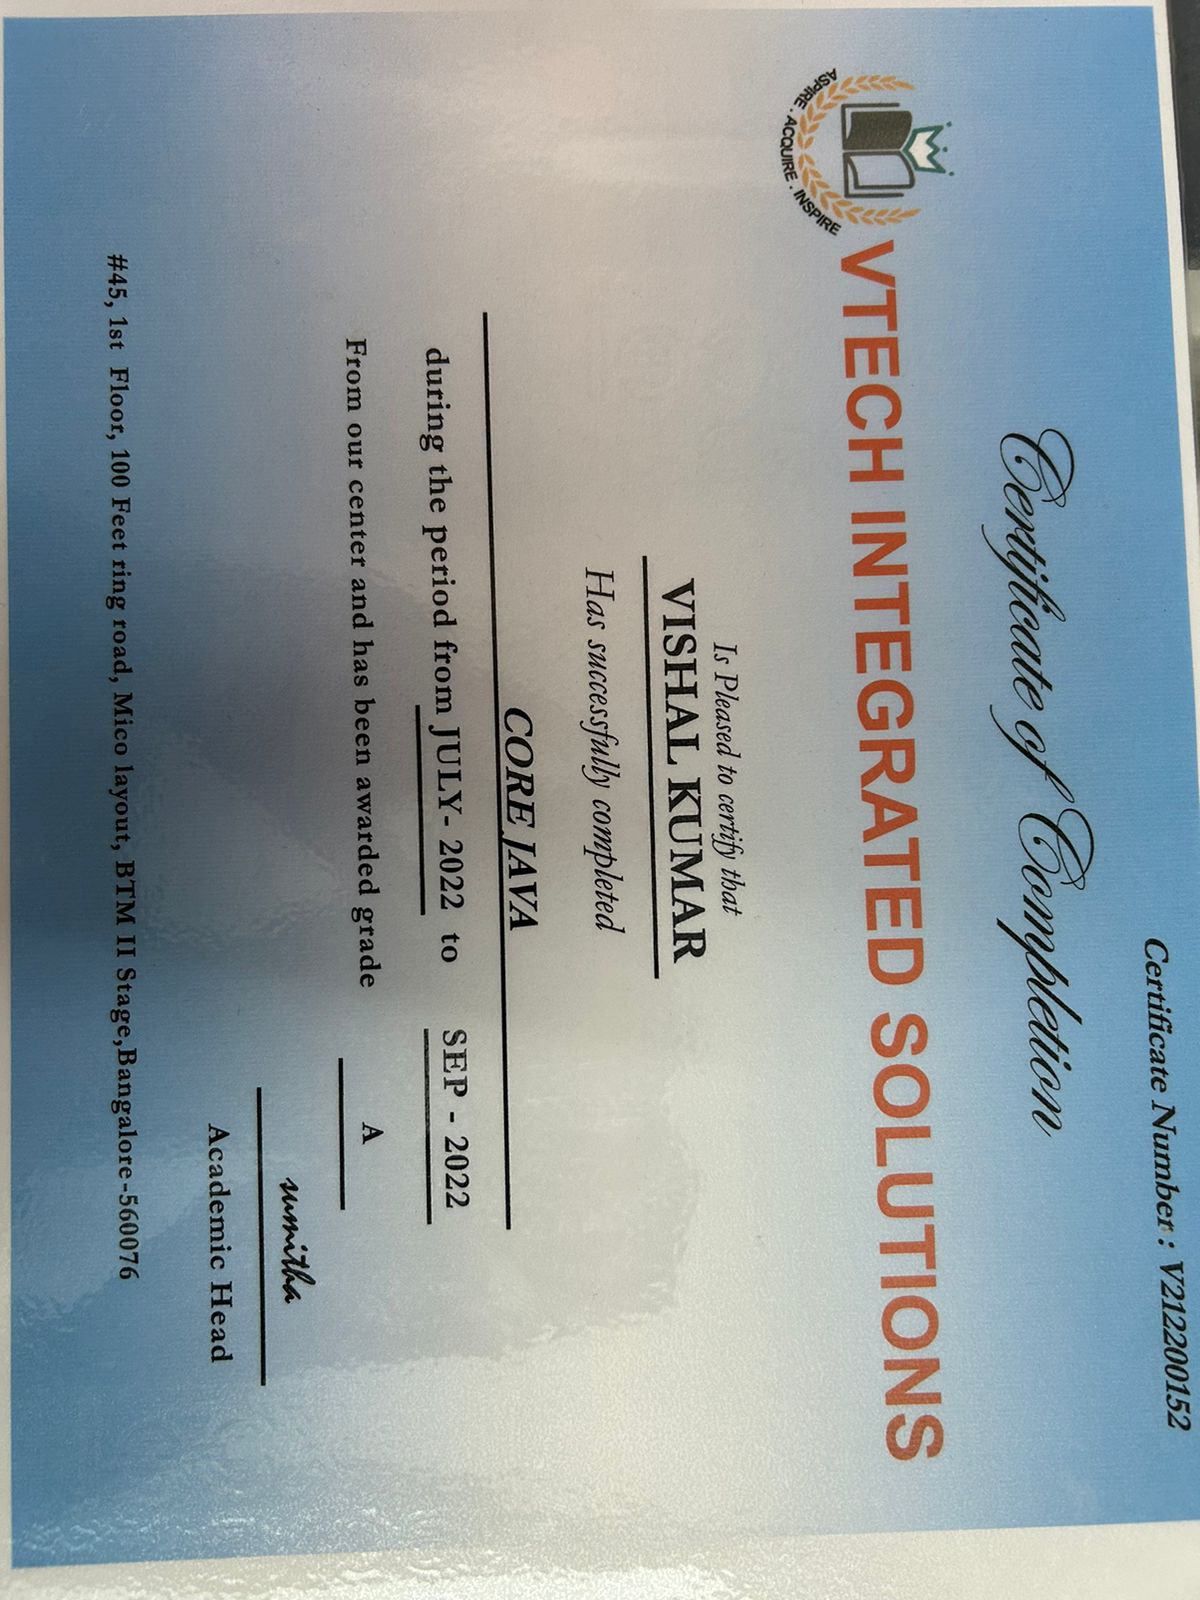 Certificate Number : V212200152
Certificate of Completion
VTECH INTEGRATED SOLUTIONS
ASPIRE . ACQUIRE . INSPIRE
Is Pleased to certify that
VISHAL KUMAR
Has successfully completed
CORE JAVA
during the period from JULY- 2022 to SEP - 2022
From our center and has been awarded grade A
sumitha
Academic Head
#45, 1st Floor, 100 Feet ring road, Mico layout, BTM II Stage,Bangalore-560076